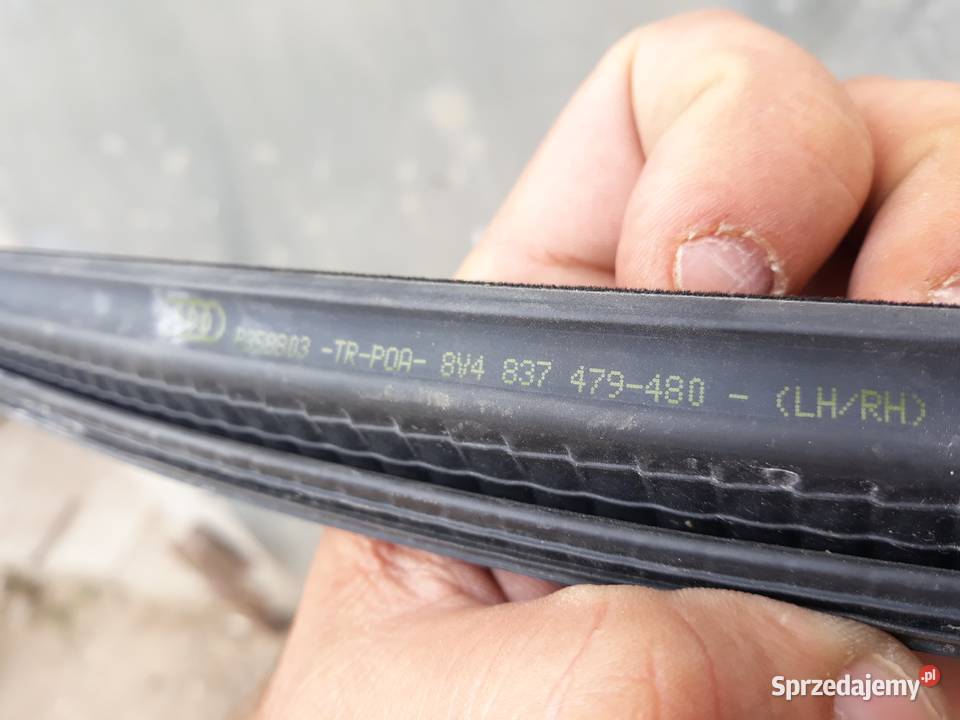 -TR-POA- 8V4 837 479-480 - (LH/RH)
Sprzedajemy.pl